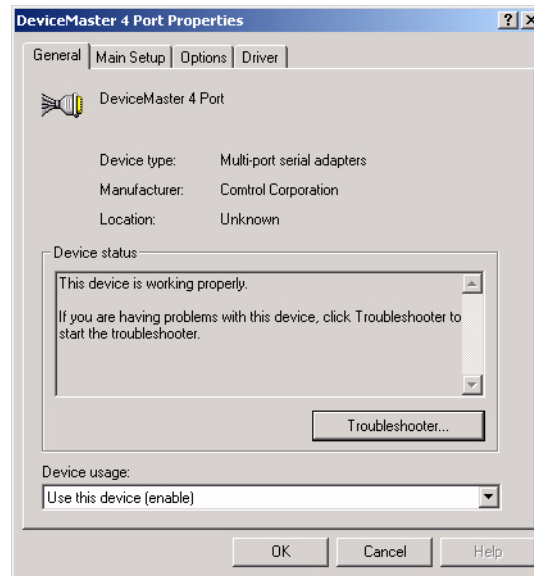 DeviceMaster 4 Port Properties
General Main Setup Options Driver
DeviceMaster 4 Port
Device type: Multi-port serial adapters
Manufacturer: Comtrol Corporation
Location: Unknown
Device status
This device is working properly.
If you are having problems with this device, click Troubleshooter to
start the troubleshooter.
Troubleshooter...
Device usage:
Use this device (enable)
OK Cancel Help